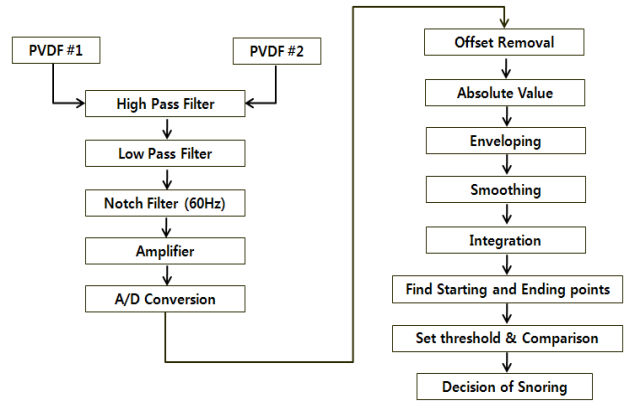 PVDF #1
PVDF #2
High Pass Filter
Low Pass Filter
Notch Filter (60Hz)
Amplifier
A/D Conversion
Offset Removal
Absolute Value
Enveloping
Smoothing
Integration
Find Starting and Ending points
Set threshold & Comparison
Decision of Snoring